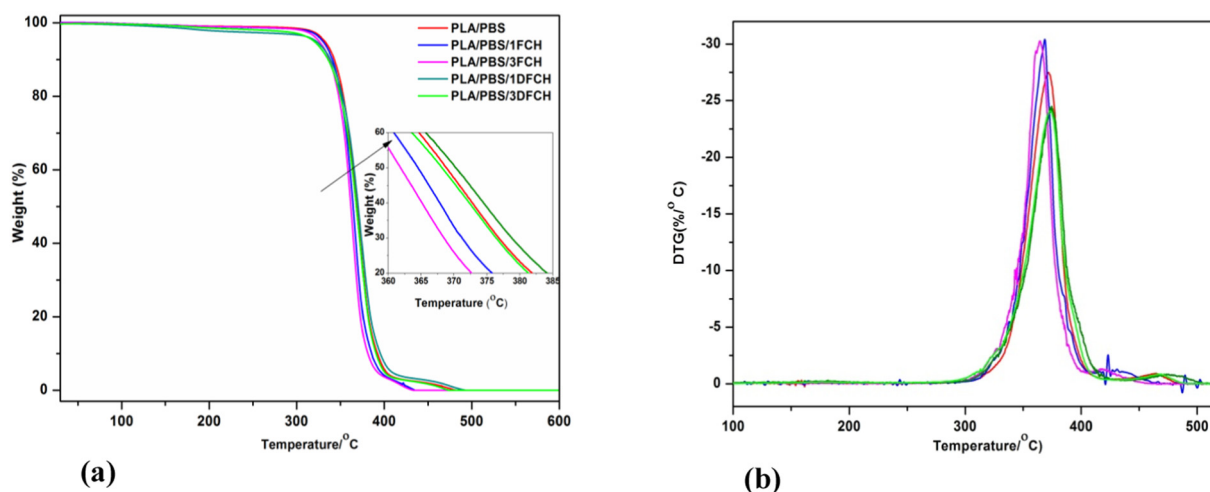 100
80
60
40
20
0
Weight (%)
100
200
300
400
500
600
Temperature/°C
PLA/PBS
PLA/PBS/1FCH
PLA/PBS/3FCH
PLA/PBS/1DFCH
PLA/PBS/3DFCH
60
50
40
30
20
Weight (%)
360
365
370
375
380
385
Temperature (°C)
(a)
-30
-25
-20
-15
-10
-5
0
DTG(%/° C)
100
200
300
400
500
Temperature/°C)
(b)